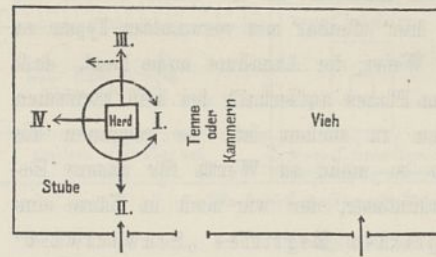 III.
IV.
Herd
I.
Tenne
oder
Kammern
Vieh
Stube
II.